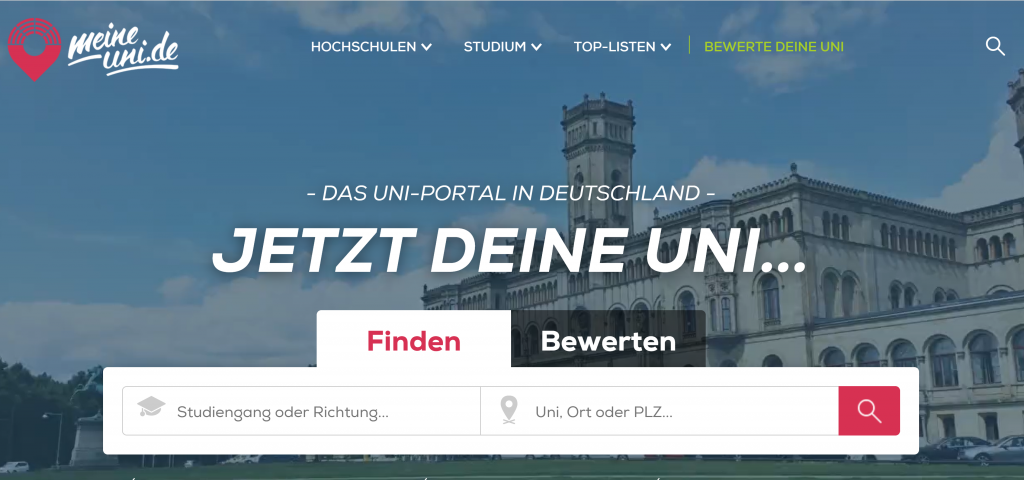 meine
uni.de
HOCHSCHULEN
STUDIUM
TOP-LISTEN
BEWERTE DEINE UNI
- DAS UNI-PORTAL IN DEUTSCHLAND -
JETZT DEINE UNI...
Finden
Bewerten
Studiengang oder Richtung...
Uni, Ort oder PLZ...